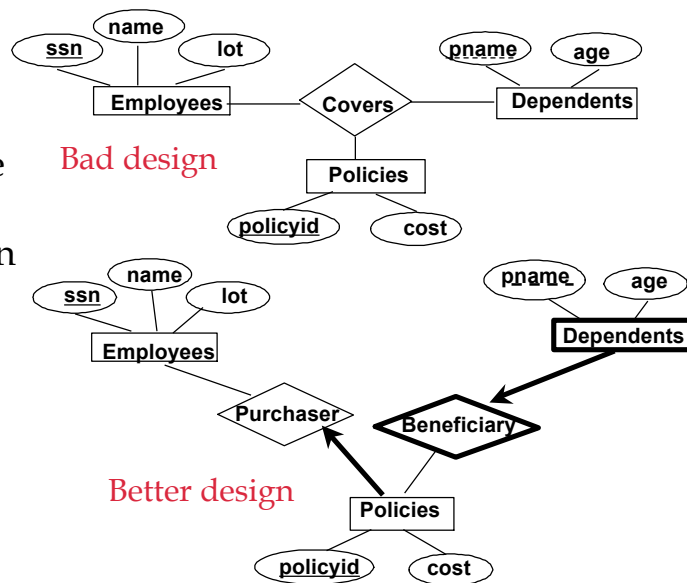 name
ssn
lot
pname
age
Employees
Covers
Dependents
e
Bad design
Policies
policyid
cost
n
name
ssn
lot
pname
age
Employees
Dependents
Purchaser
Beneficiary
Better design
Policies
policyid
cost